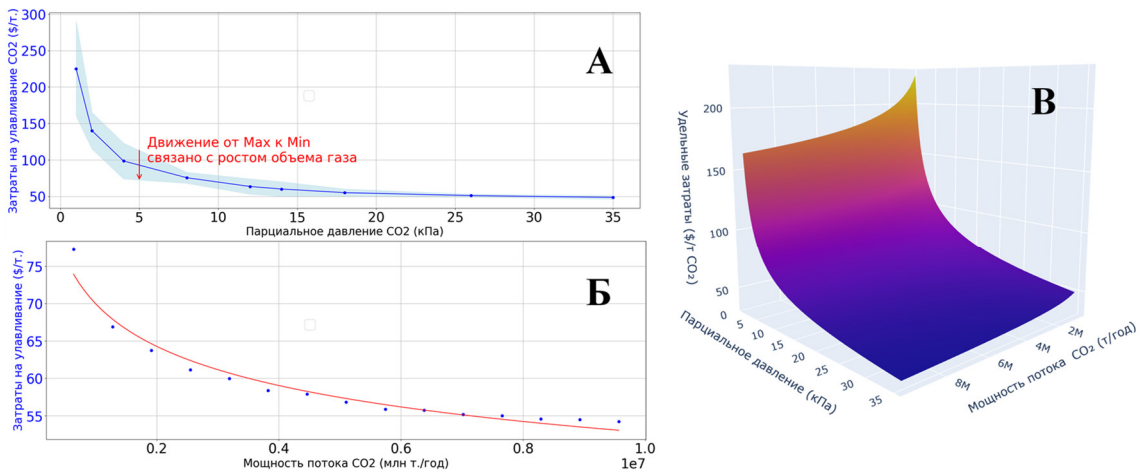 Затраты на улавливание CO2 ($/т.)
300
250
200
150
100
50
0
5
10
15
20
25
30
35
Парциальное давление CO2 (кПа)
А
Движение от Max к Min
связано с ростом объема газа
Затраты на улавливание ($/т.)
75
70
65
60
55
0.2
0.4
0.6
0.8
1.0
1e7
Мощность потока CO2 (млн т./год)
Б
В
Удельные затраты ($/т CO₂)
200
150
100
50
0
5
10
15
20
25
30
35
Парциальное давление (кПа)
2M
4M
6M
8M
Мощность потока CO₂ (т/год)